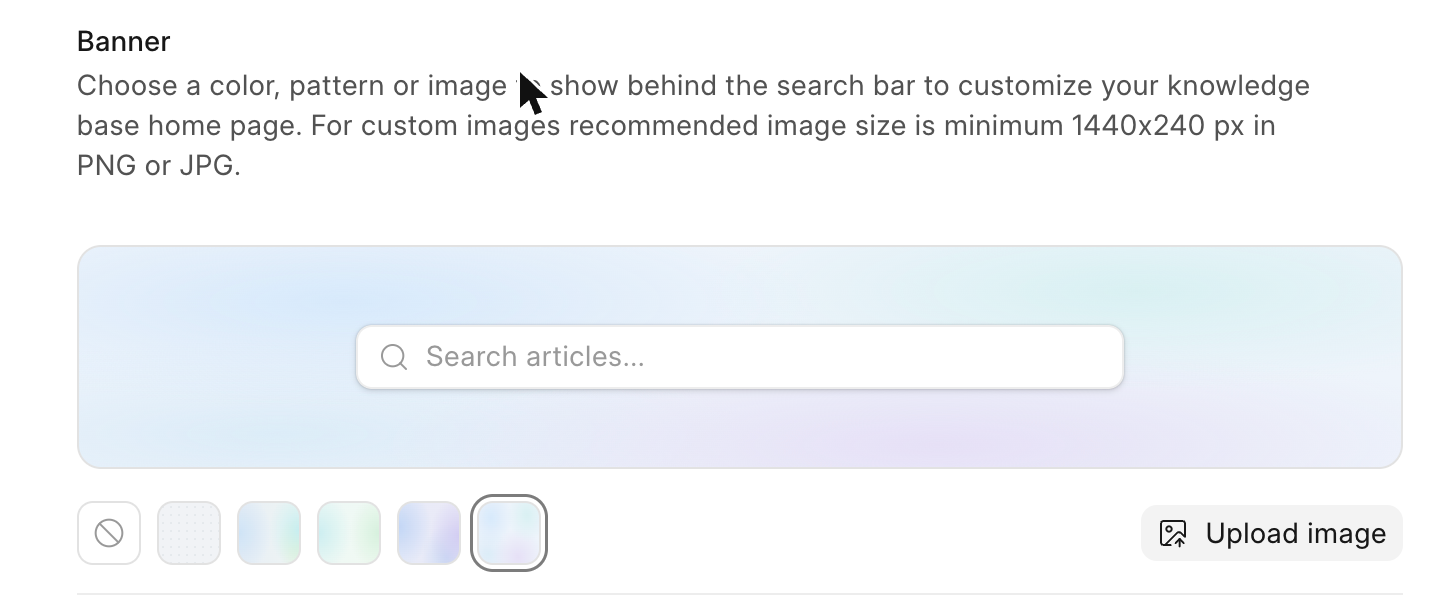 Banner
Choose a color, pattern or image show behind the search bar to customize your knowledge
base home page. For custom images recommended image size is minimum 1440x240 px in
PNG or JPG.
Search articles...
Upload image